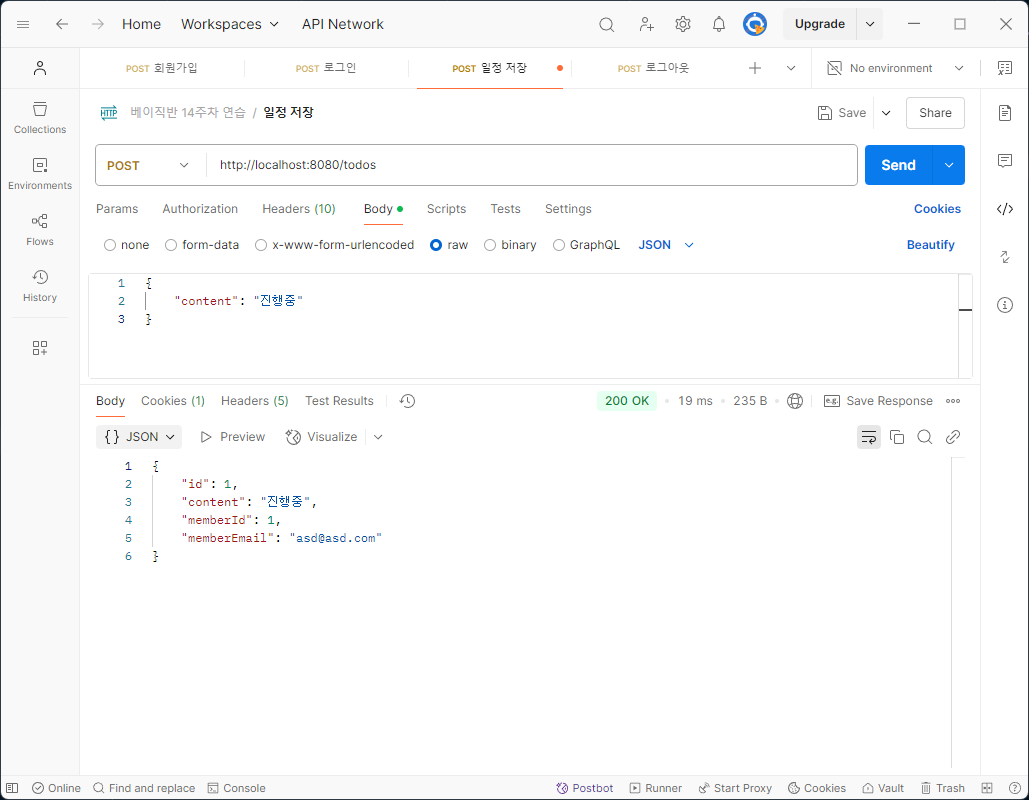 Home Workspaces API Network Upgrade
POST 회원가입 POST 로그인 POST 일정 저장 POST 로그아웃 No environment
HTTP 베이직반 14주차 연습 / 일정 저장 Save Share
Collections
Environments
Flows
History
POST http://localhost:8080/todos Send
Params Authorization Headers (10) Body Scripts Tests Settings Cookies
none form-data x-www-form-urlencoded raw binary GraphQL JSON Beautify
1 {
2 "content": "진행중"
3 }
Body Cookies (1) Headers (5) Test Results 200 OK 19 ms 235 B e.g. Save Response
{} JSON Preview Visualize
1 {
2 "id": 1,
3 "content": "진행중",
4 "memberId": 1,
5 "memberEmail": "asd@asd.com"
6 }
Online Find and replace Console Postbot Runner Start Proxy Cookies Vault Trash